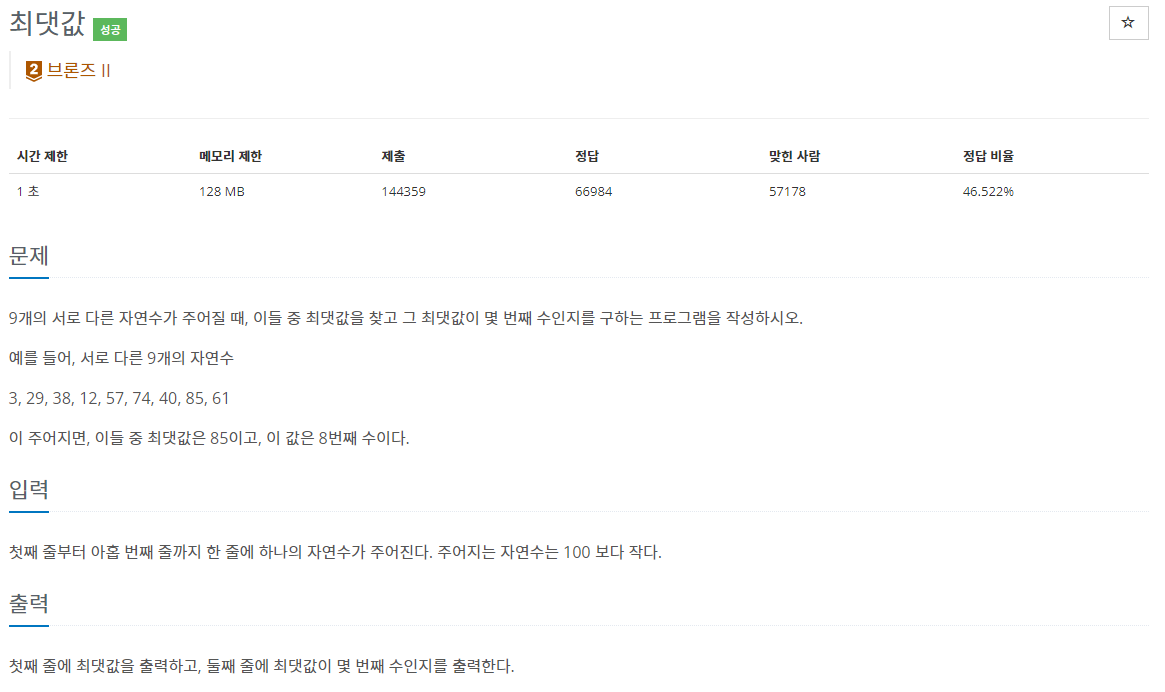 최댓값 성공
☆
2 브론즈 II
시간 제한 메모리 제한 제출 정답 맞힌 사람 정답 비율
1 초 128 MB 144359 66984 57178 46.522%
문제
9개의 서로 다른 자연수가 주어질 때, 이들 중 최댓값을 찾고 그 최댓값이 몇 번째 수인지를 구하는 프로그램을 작성하시오.
예를 들어, 서로 다른 9개의 자연수
3, 29, 38, 12, 57, 74, 40, 85, 61
이 주어지면, 이들 중 최댓값은 85이고, 이 값은 8번째 수이다.
입력
첫째 줄부터 아홉 번째 줄까지 한 줄에 하나의 자연수가 주어진다. 주어지는 자연수는 100 보다 작다.
출력
첫째 줄에 최댓값을 출력하고, 둘째 줄에 최댓값이 몇 번째 수인지를 출력한다.